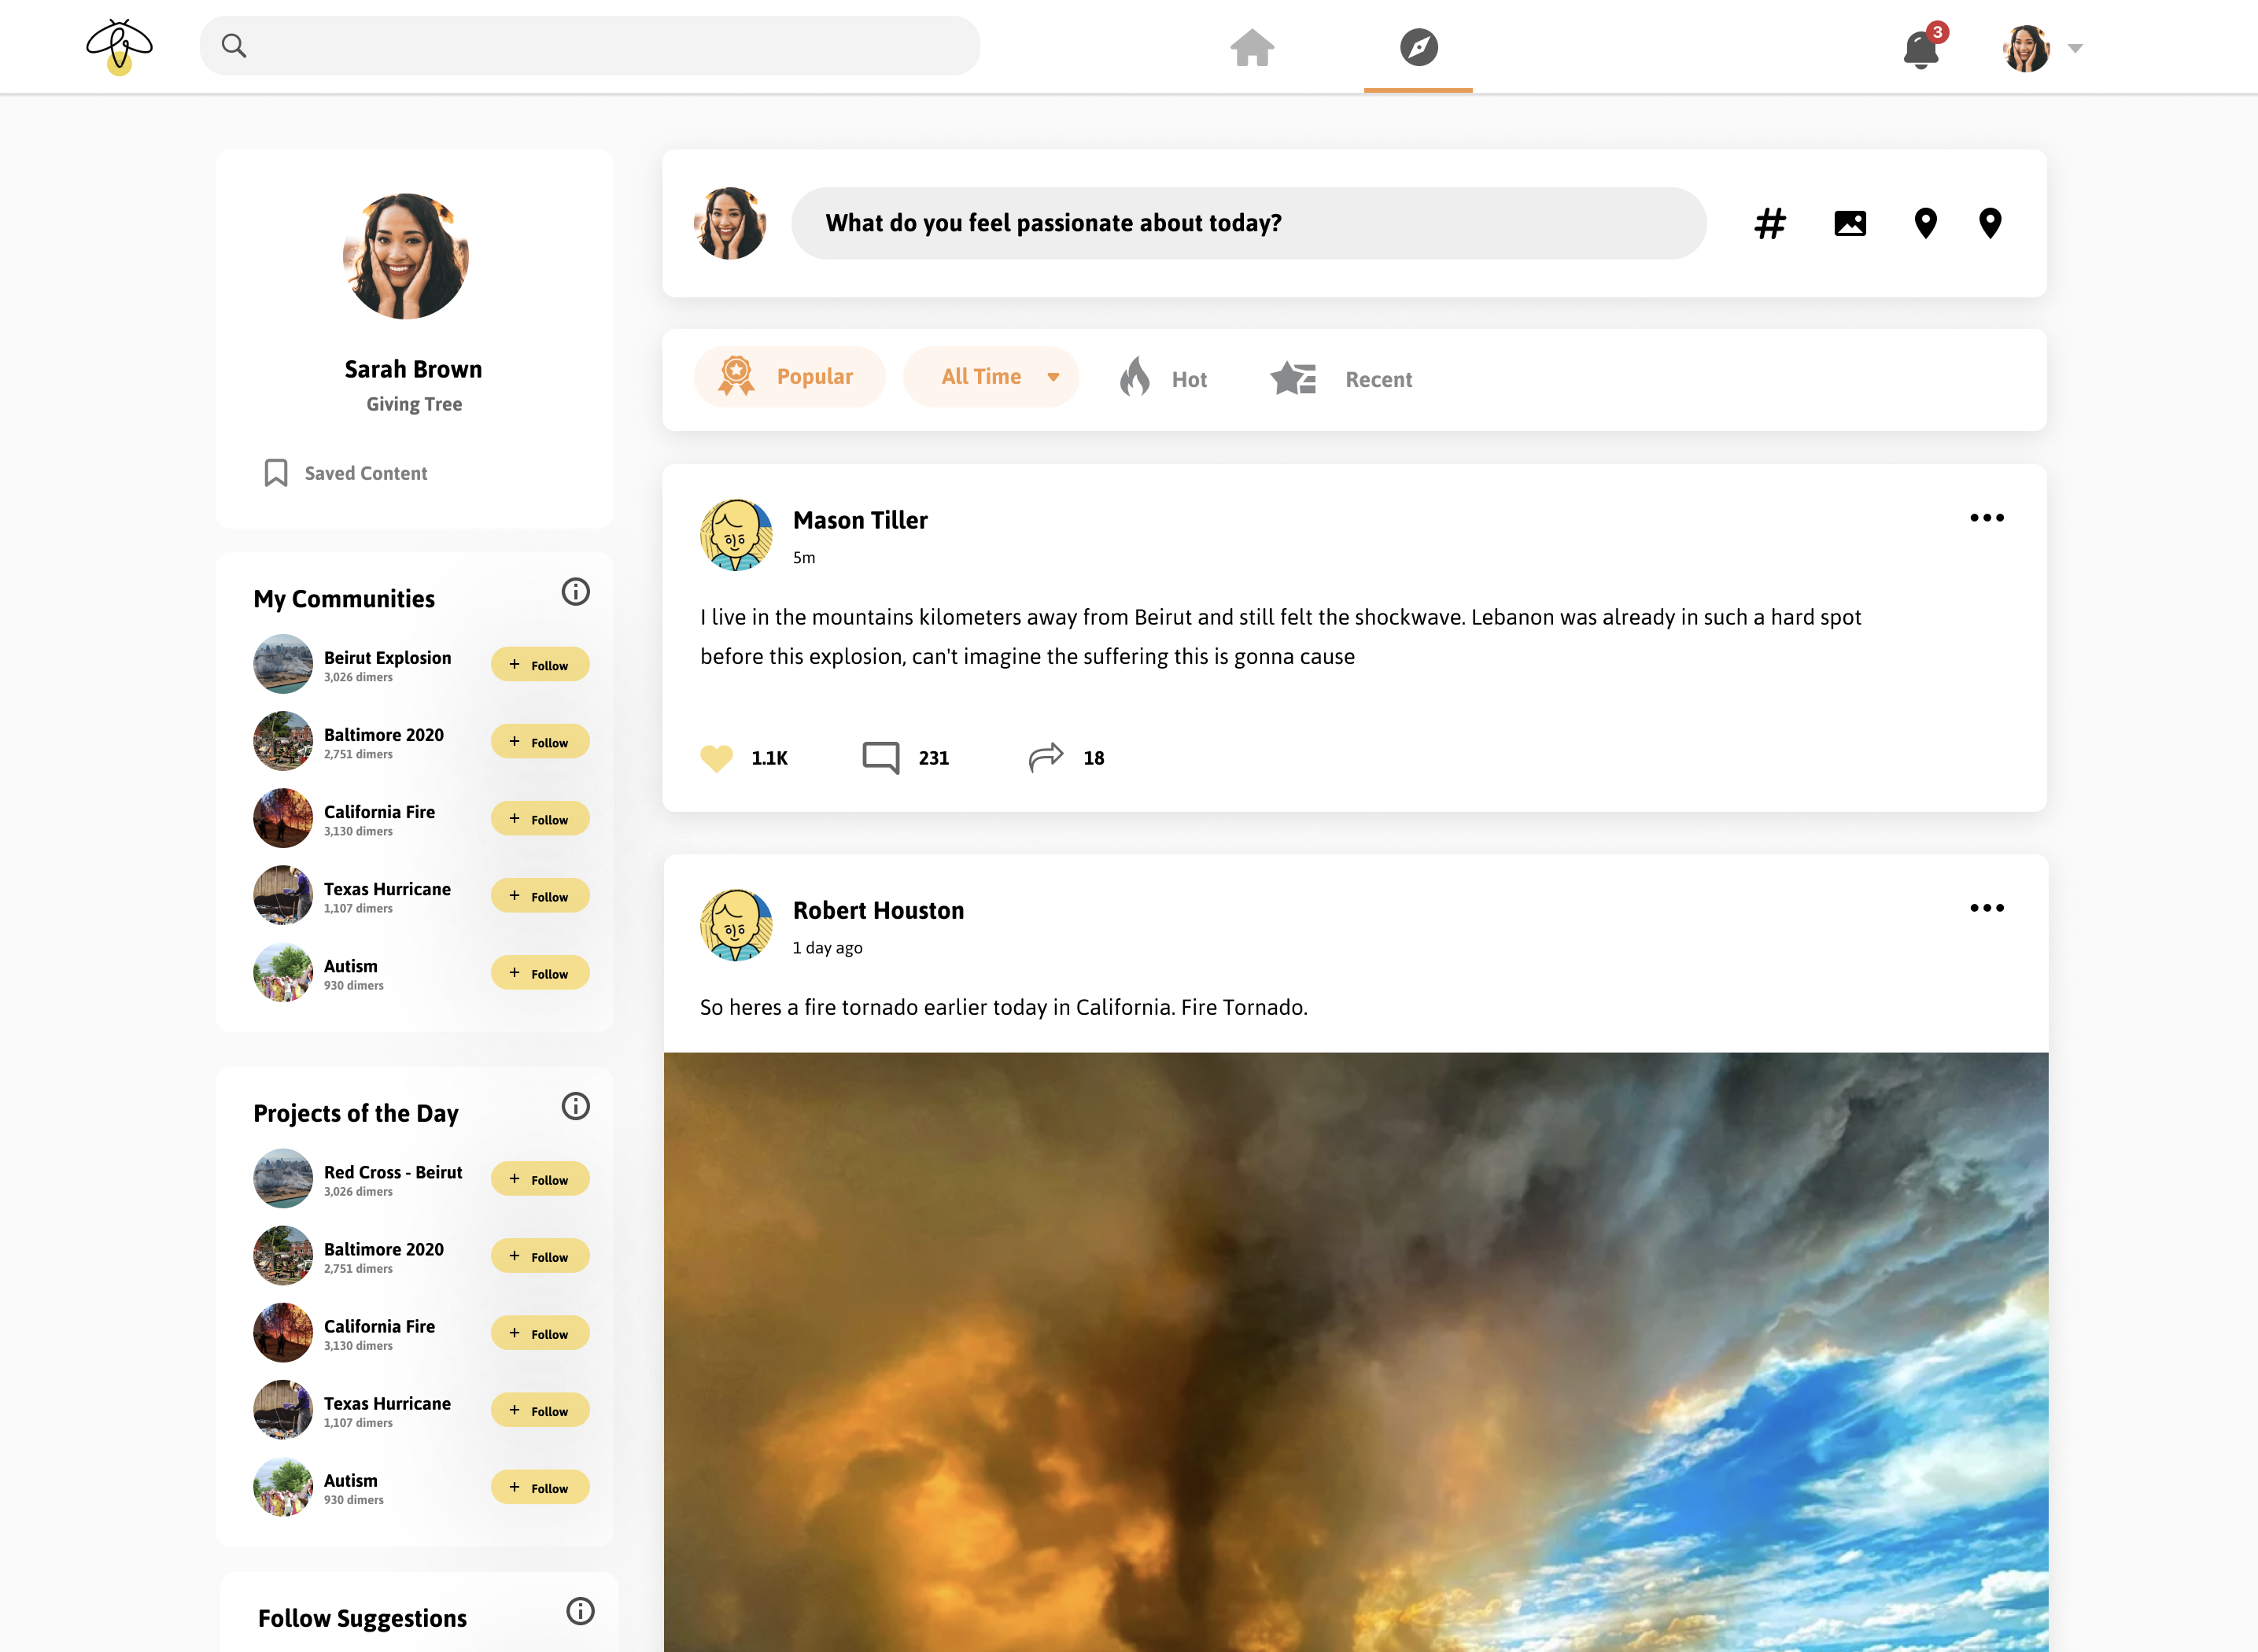 3
What do you feel passionate about today?
Sarah Brown
Giving Tree
Saved Content
Popular
All Time
Hot
Recent
My Communities
Beirut Explosion
3,026 dimers
+ Follow
Baltimore 2020
2,751 dimers
+ Follow
California Fire
3,130 dimers
+ Follow
Texas Hurricane
1,107 dimers
+ Follow
Autism
930 dimers
+ Follow
Projects of the Day
Red Cross - Beirut
3,026 dimers
+ Follow
Baltimore 2020
2,751 dimers
+ Follow
California Fire
3,130 dimers
+ Follow
Texas Hurricane
1,107 dimers
+ Follow
Autism
930 dimers
+ Follow
Follow Suggestions
Mason Tiller
5m
I live in the mountains kilometers away from Beirut and still felt the shockwave. Lebanon was already in such a hard spot
before this explosion, can't imagine the suffering this is gonna cause
1.1K
231
18
Robert Houston
1 day ago
So heres a fire tornado earlier today in California. Fire Tornado.